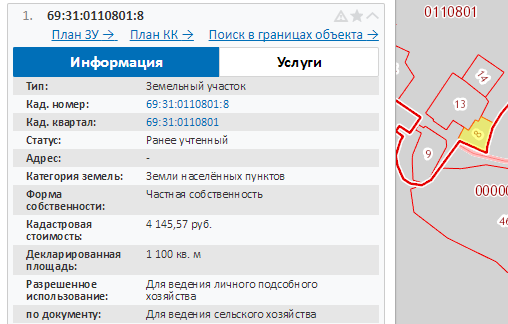 1. 69:31:0110801:8
План ЗУ → План КК → Поиск в границах объекта →
Информация Услуги
Тип: Земельный участок
Кад. номер: 69:31:0110801:8
Кад. квартал: 69:31:0110801
Статус: Ранее учтенный
Адрес: -
Категория земель: Земли населённых пунктов
Форма
собственности: Частная собственность
Кадастровая
стоимость: 4 145,57 руб.
Декларированная
площадь: 1 100 кв. м
Разрешенное
использование: Для ведения личного подсобного
хозяйства
по документу: Для ведения сельского хозяйства
0110801
14
13
8
9
0000
46